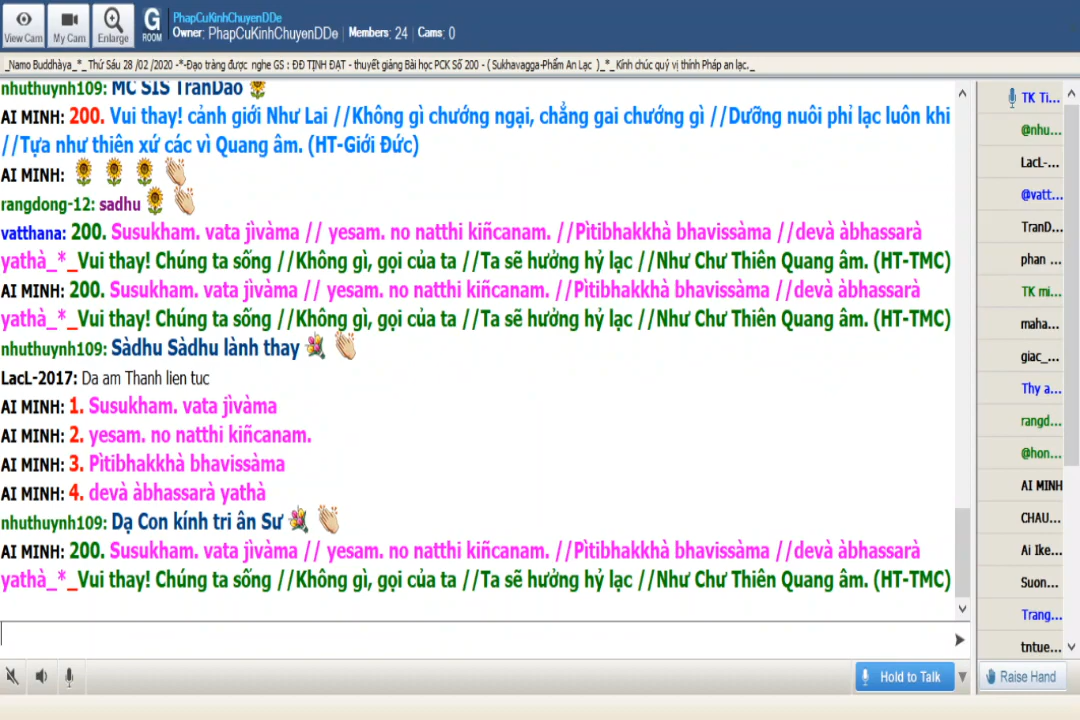 PhapCuKinhChuyenDDe
View Cam My Cam Enlarge G ROOM Owner: PhapCuKinhChuyenDDe Members: 24 Cams: 0
_Namo Buddhàya_*_ Thứ Sáu 28 /02 /2020 -*-Đạo tràng được nghe GS : ĐĐ TỊNH ĐẠT - thuyết giảng Bài học PCK Số 200 - ( Sukhavagga-Phẩm An Lạc )_*_Kính chúc quý vị thính Pháp an lạc._
nhuthuynh109: MC SIS TranDao
AI MINH: 200. Vui thay! cảnh giới Như Lai //Không gì chướng ngại, chẳng gai chướng gì //Dưỡng nuôi phỉ lạc luôn khi
//Tựa như thiên xứ các vì Quang âm. (HT-Giới Đức)
AI MINH:
rangdong-12: sadhu
vatthana: 200. Susukham. vata jìvàma // yesam. no natthi kiñcanam. //Pìtibhakkhà bhavissàma //devà àbhassarà
yathà_*_Vui thay! Chúng ta sống //Không gì, gọi của ta //Ta sẽ hưởng hỷ lạc //Như Chư Thiên Quang âm. (HT-TMC)
AI MINH: 200. Susukham. vata jìvàma // yesam. no natthi kiñcanam. //Pìtibhakkhà bhavissàma //devà àbhassarà
yathà_*_Vui thay! Chúng ta sống //Không gì, gọi của ta //Ta sẽ hưởng hỷ lạc //Như Chư Thiên Quang âm. (HT-TMC)
nhuthuynh109: Sàdhu Sàdhu lành thay
LacL-2017: Da am Thanh lien tuc
AI MINH: 1. Susukham. vata jìvàma
AI MINH: 2. yesam. no natthi kiñcanam.
AI MINH: 3. Pìtibhakkhà bhavissàma
AI MINH: 4. devà àbhassarà yathà
nhuthuynh109: Dạ Con kính tri ân Sư
AI MINH: 200. Susukham. vata jìvàma // yesam. no natthi kiñcanam. //Pìtibhakkhà bhavissàma //devà àbhassarà
yathà_*_Vui thay! Chúng ta sống //Không gì, gọi của ta //Ta sẽ hưởng hỷ lạc //Như Chư Thiên Quang âm. (HT-TMC)
TK Ti...
@nhu...
LacL-...
@vatt...
TranD...
phan ...
TK mi...
maha...
giac_...
Thy a...
rangd...
@hon...
AI MINH
CHAU...
Ai Ike...
Suon...
Trang...
tntue...
Hold to Talk
Raise Hand